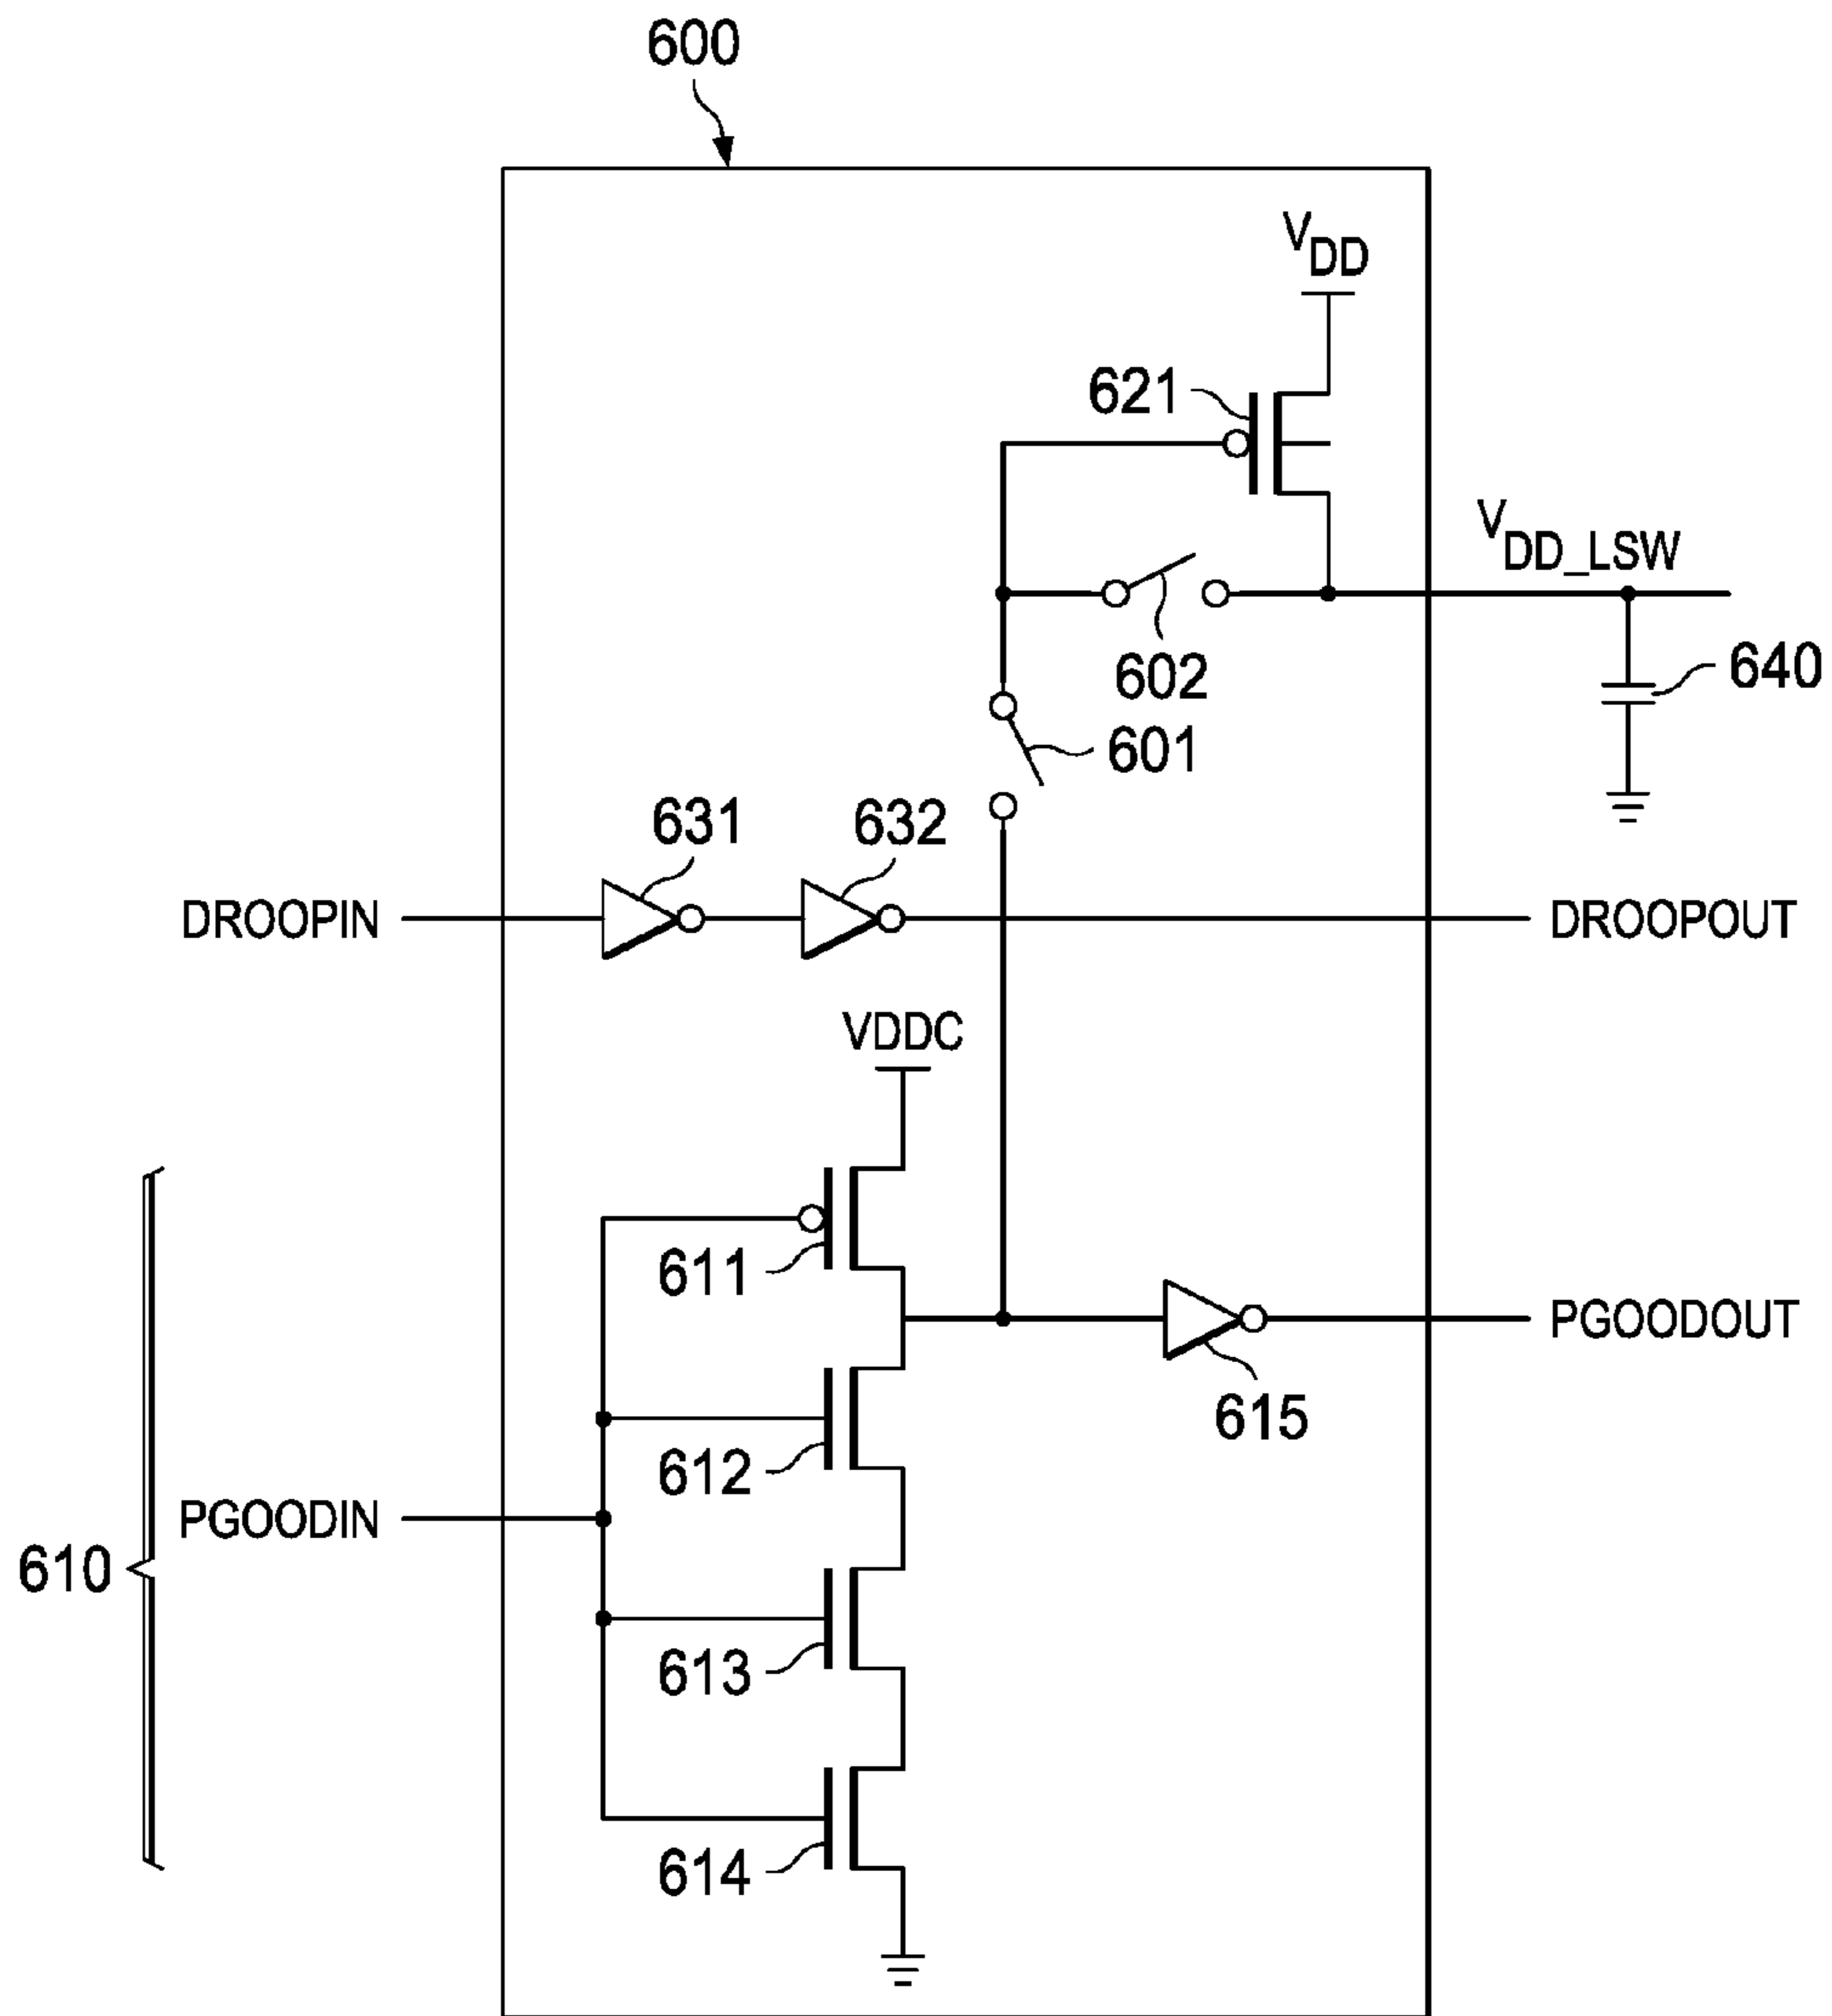 600
VDD
621
VDD_LSW
602
640
601
631
632
DROOPIN
DROOPOUT
VDDC
611
PGOODOUT
615
612
PGOODIN
610
613
614